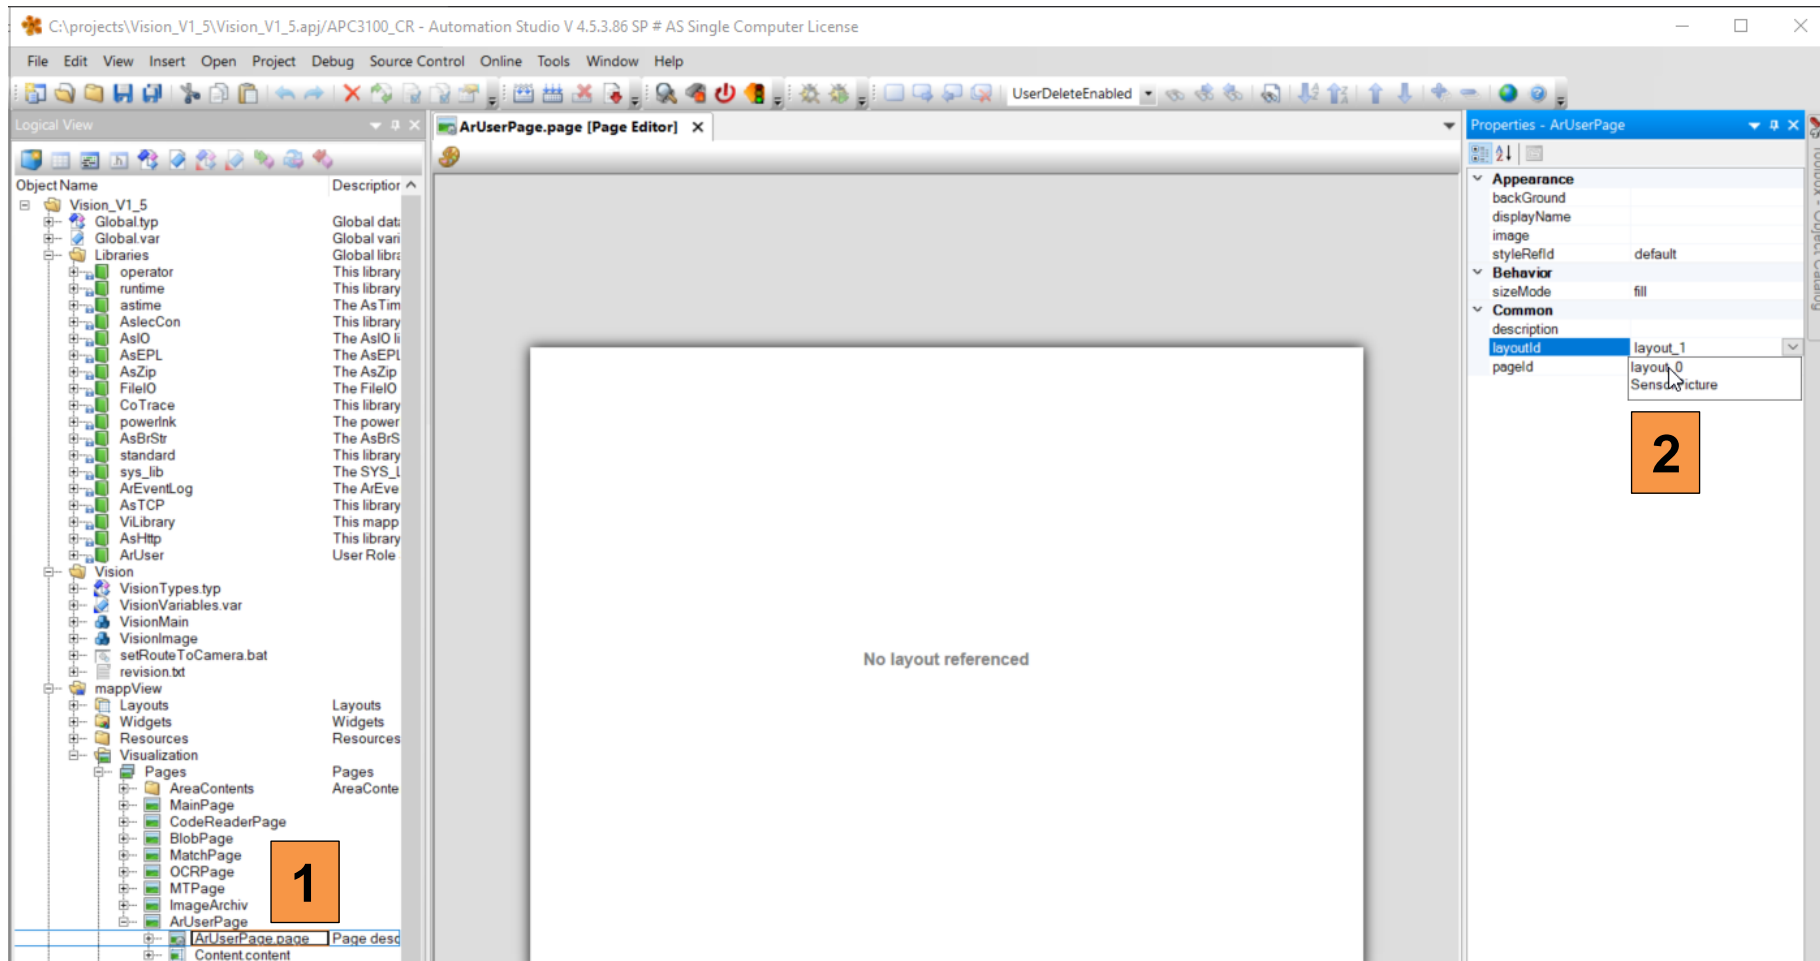 C:\projects\Vision_V1_5\Vision_V1_5.apj/APC3100_CR - Automation Studio V 4.5.3.86 SP # AS Single Computer License
File Edit View Insert Open Project Debug Source Control Online Tools Window Help
UserDeleteEnabled
Logical View
ArUserPage.page [Page Editor]
Object Name Description
Vision_V1_5
Global.typ Global data
Global.var Global vari
Libraries Global libra
operator This library
runtime This library
astime The AsTim
AsIecCon This library
AsIO The AsIO li
AsEPL The AsEPL
AsZip The AsZip
FileIO The FileIO
CoTrace This library
powerlnk The power
AsBrStr The AsBrS
standard This library
sys_lib The SYS_L
ArEventLog The ArEve
AsTCP This library
ViLibrary This mapp
AsHttp This library
ArUser User Role
Vision
VisionTypes.typ
VisionVariables.var
VisionMain
VisionImage
setRouteToCamera.bat
revision.txt
mappView
Layouts Layouts
Widgets Widgets
Resources Resources
Visualization
Pages Pages
AreaContents AreaConte
MainPage
CodeReaderPage
BlobPage
MatchPage
OCRPage
MTPage
ImageArchiv
ArUserPage
ArUserPage.page Page desc
Content.content
1
No layout referenced
Properties - ArUserPage
Appearance
backGround
displayName
image
styleRefId default
Behavior
sizeMode fill
Common
description
layoutId layout_1
pageId layout_0
2
Toolbox - Object Catalog